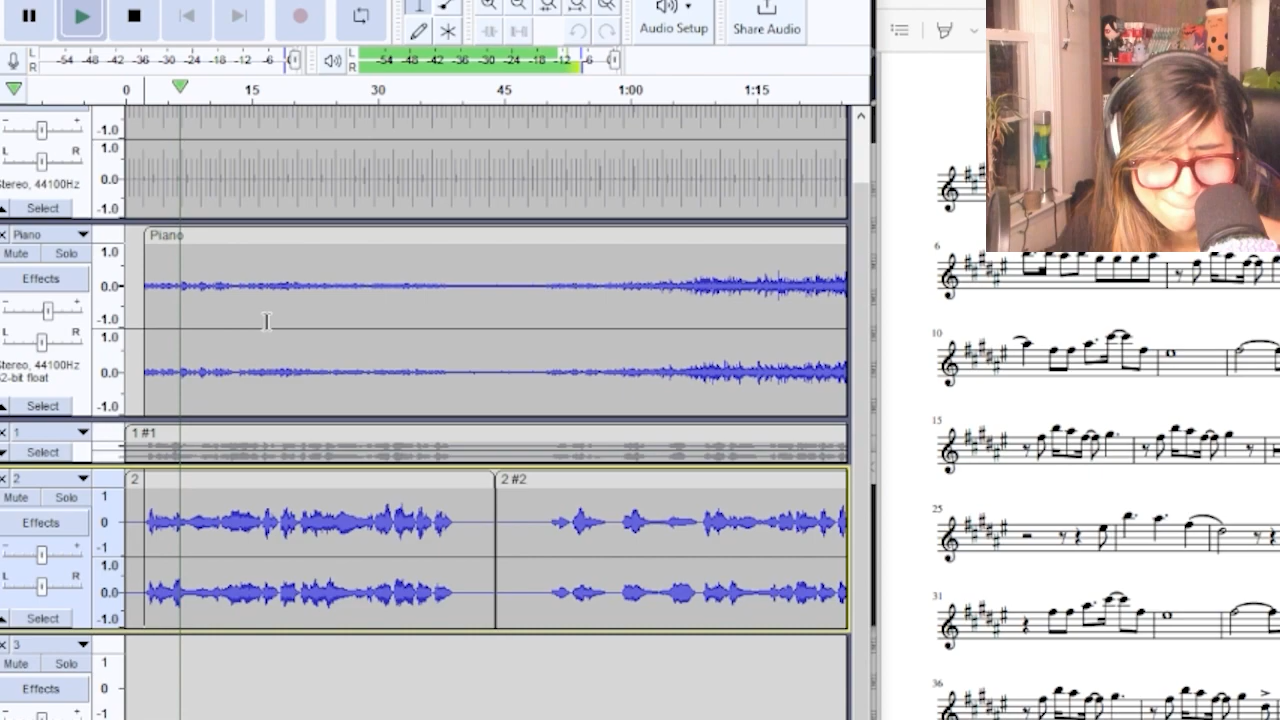 Audio Setup
Share Audio
L
R
-54 -48 -42 -36 -30 -24 -18 -12 -6
L
R
-54 -48 -42 -36 -30 -24 -18 -12 -6
0 15 30 45 1:00 1:15
- +
-1.0
1.0
L R
0.0
Stereo, 44100Hz
Select
-1.0
Piano
Piano
Mute Solo
1.0
Effects
0.0
- +
-1.0
L R
1.0
Stereo, 44100Hz
32-bit float
0.0
Select
-1.0
1
1 #1
Select
2
2
2 #2
Mute Solo
1
Effects
0
- +
-1
L R
1.0
0.0
Select
-1.0
3
Mute Solo
1
Effects
0
- +
-1
6
10
15
25
31
36